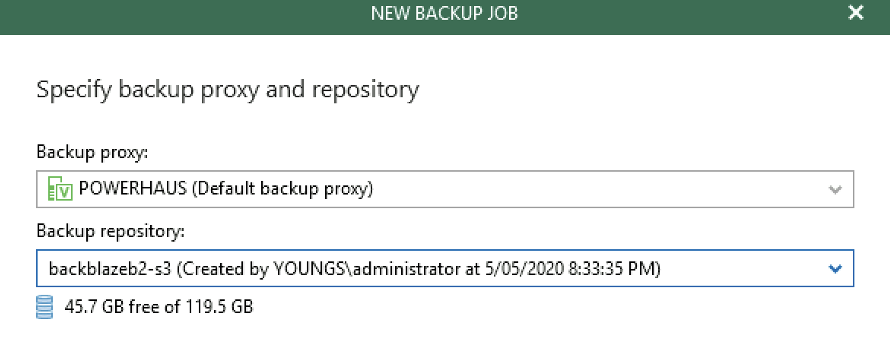 NEW BACKUP JOB
Specify backup proxy and repository
Backup proxy:
POWERHAUS (Default backup proxy)
Backup repository:
backblazeb2-s3 (Created by YOUNGS\administrator at 5/05/2020 8:33:35 PM)
45.7 GB free of 119.5 GB